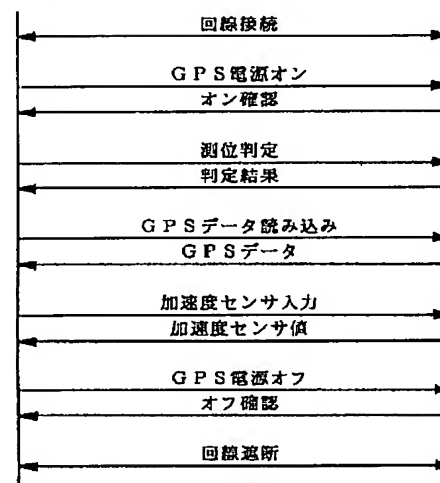 回線接続
GPS電源オン
オン確認
測位判定
判定結果
GPSデータ読み込み
GPSデータ
加速度センサ入力
加速度センサ値
GPS電源オフ
オフ確認
回線遮断